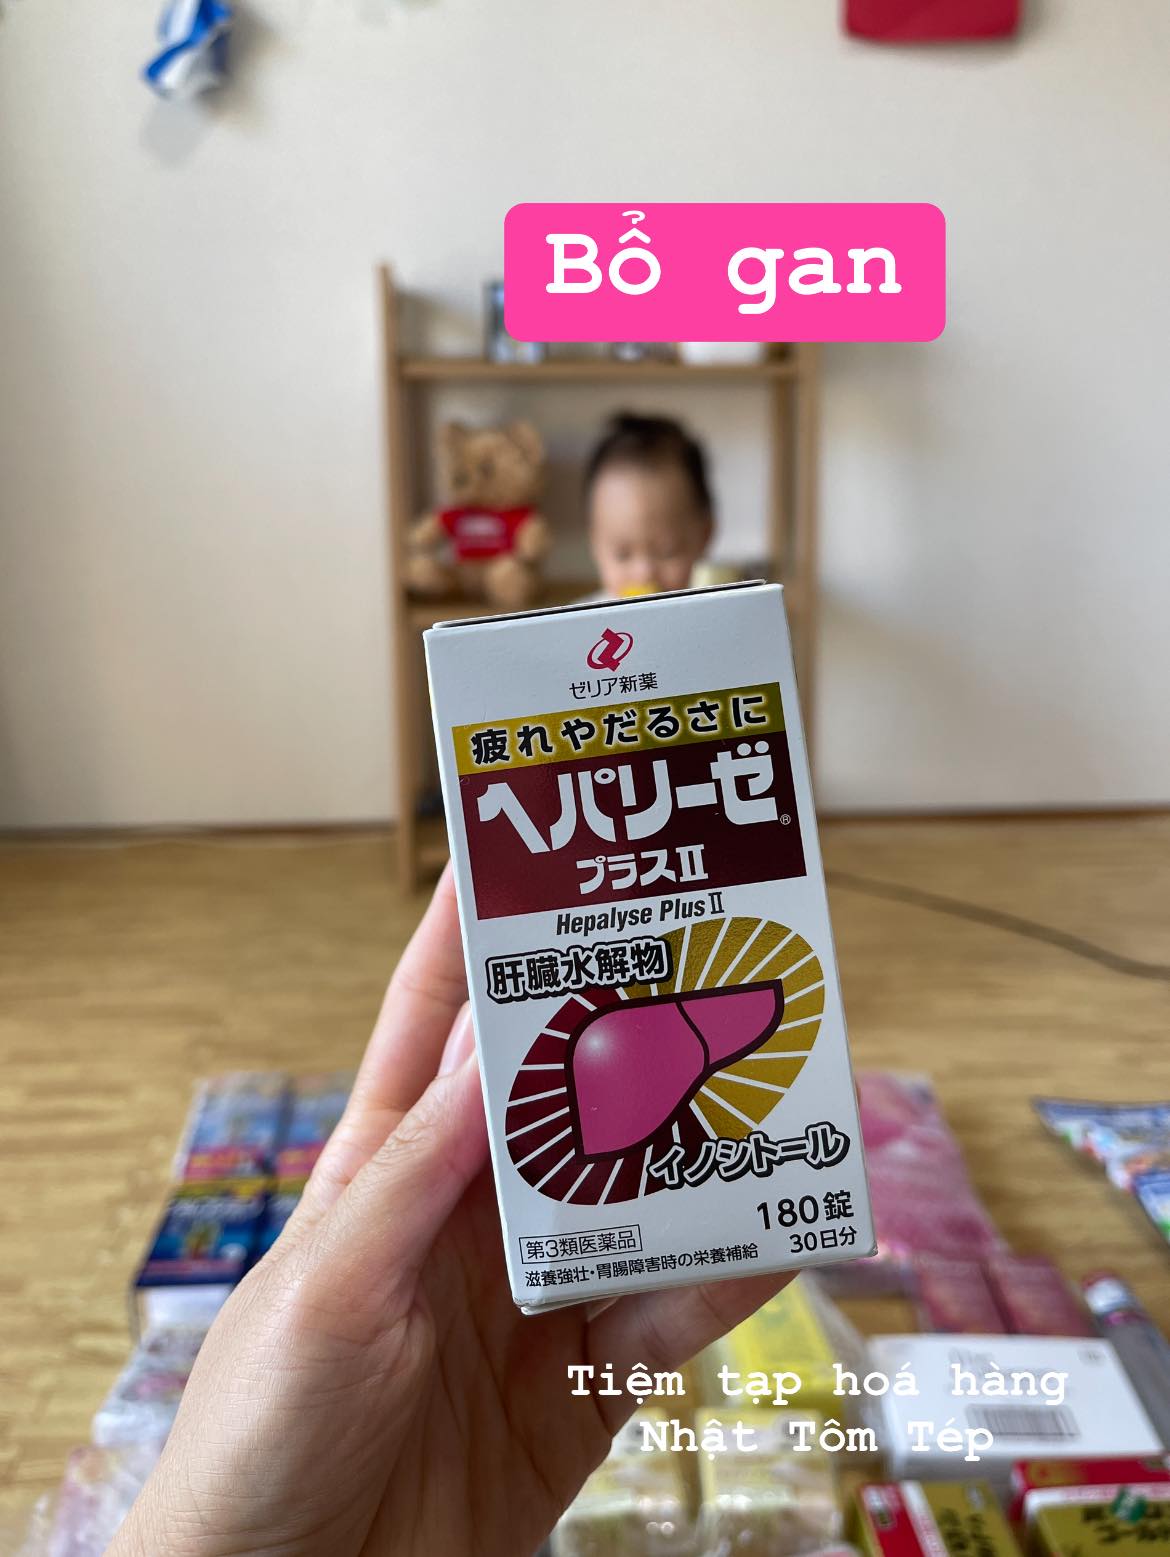 Bổ gan
ゼリア新薬
疲れやだるさに
ヘパリーゼ®
プラスⅡ
Hepalyse PlusⅡ
肝臓水解物
イノシトール
180錠
30日分
第3類医薬品
滋養強壮・胃腸障害時の栄養補給
Tiệm tạp hoá hàng
Nhật Tôm Tép